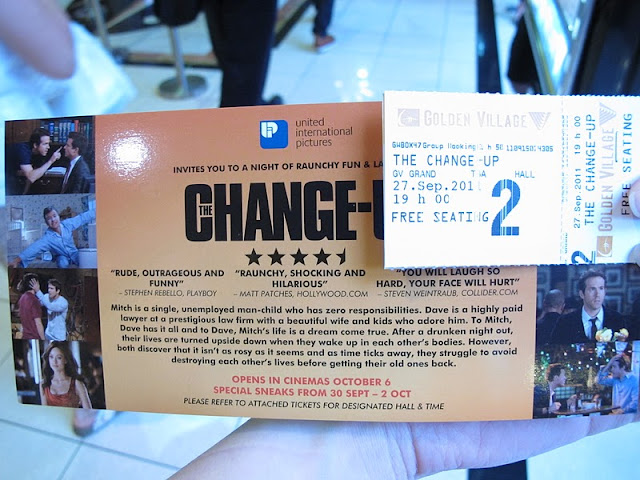 united
international
pictures
INVITES YOU TO A NIGHT OF RAUNCHY FUN &
THE CHANGE-
"RUDE, OUTRAGEOUS AND
FUNNY"
– STEPHEN REBELLO, PLAYBOY
"RAUNCHY, SHOCKING AND
HILARIOUS"
– MATT PATCHES, HOLLYWOOD.COM
"YOU WILL LAUGH SO
HARD, YOUR FACE WILL HURT"
– STEVEN WEINTRAUB, COLLIDER.COM
Mitch is a single, unemployed man-child who has zero responsibilities. Dave is a highly paid
lawyer at a prestigious law firm with a beautiful wife and kids who adore him. To Mitch,
Dave has it all and to Dave, Mitch's life is a dream come true. After a drunken night out,
their lives are turned upside down when they wake up in each other's bodies. However,
both discover that it isn't as rosy as it seems and as time ticks away, they struggle to avoid
destroying each other's lives before getting their old ones back.
OPENS IN CINEMAS OCTOBER 6
SPECIAL SNEAKS FROM 30 SEPT – 2 OCT
PLEASE REFER TO ATTACHED TICKETS FOR DESIGNATED HALL & TIME
GOLDEN VILLAGE
THE CHANGE-UP
GV GRAND HALL
27.Sep.2011
19 h 00
FREE SEATING
2
GOLDEN VILLAGE
27.Sep.2011 19 h 00
THE CHANGE-UP
2 FREE SEATING